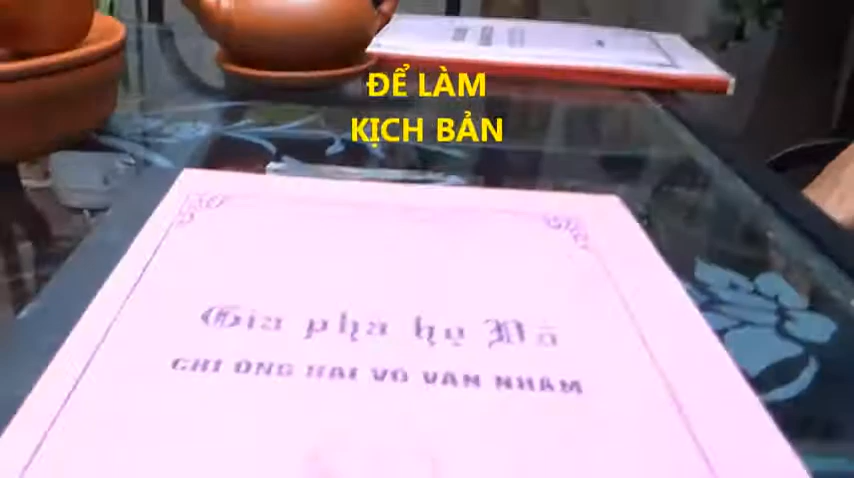 ĐỂ LÀM
KỊCH BẢN
Gia phả họ Võ
CHI ÔNG HAI VÕ VĂN NHÂM